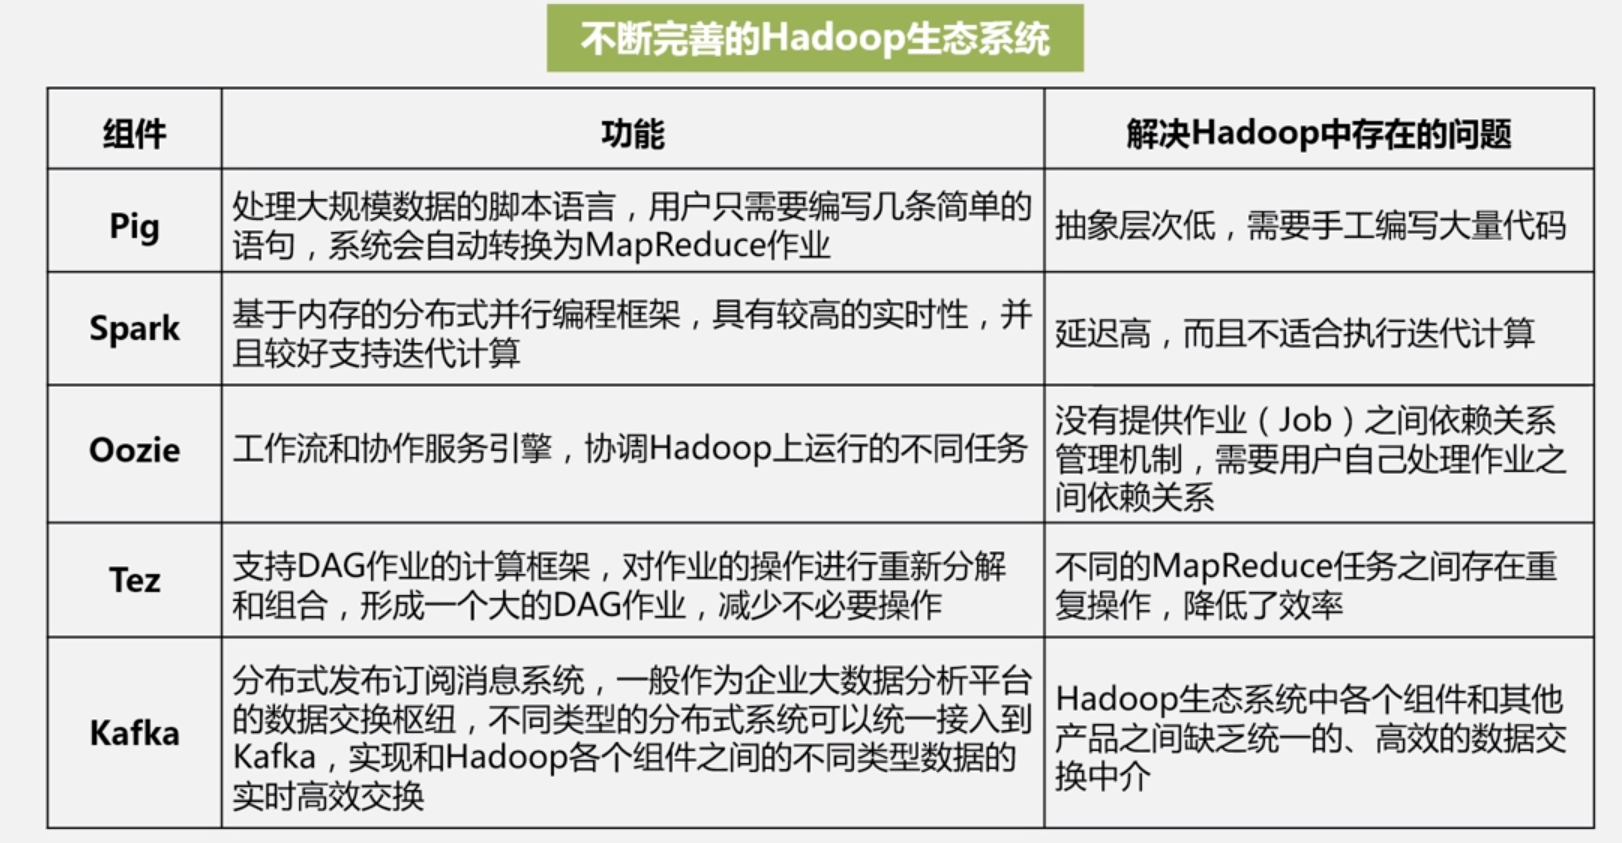 不断完善的Hadoop生态系统
组件
功能
解决Hadoop中存在的问题
Pig
处理大规模数据的脚本语言，用户只需要编写几条简单的
语句，系统会自动转换为MapReduce作业
抽象层次低，需要手工编写大量代码
Spark
基于内存的分布式并行编程框架，具有较高的实时性，并
且较好支持迭代计算
延迟高，而且不适合执行迭代计算
Oozie
工作流和协作服务引擎，协调Hadoop上运行的不同任务
没有提供作业（Job）之间依赖关系
管理机制，需要用户自己处理作业之
间依赖关系
Tez
支持DAG作业的计算框架，对作业的操作进行重新分解
和组合，形成一个大的DAG作业，减少不必要操作
不同的MapReduce任务之间存在重
复操作，降低了效率
Kafka
分布式发布订阅消息系统，一般作为企业大数据分析平台
的数据交换枢纽，不同类型的分布式系统可以统一接入到
Kafka，实现和Hadoop各个组件之间的不同类型数据的
实时高效交换
Hadoop生态系统中各个组件和其他
产品之间缺乏统一的、高效的数据交
换中介